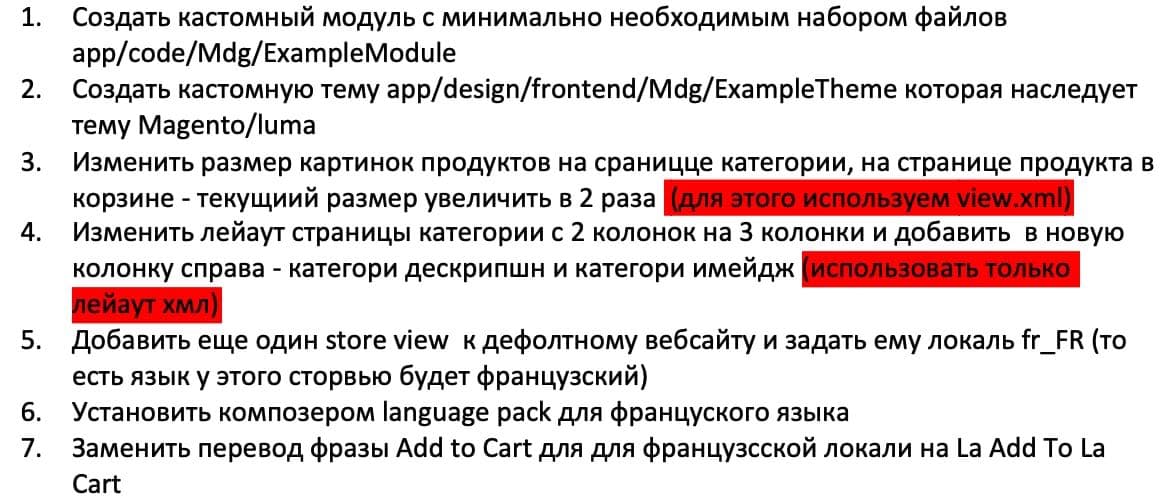 1. Создать кастомный модуль с минимально необходимым набором файлов
app/code/Mdg/ExampleModule
2. Создать кастомную тему app/design/frontend/Mdg/ExampleTheme которая наследует
тему Magento/luma
3. Изменить размер картинок продуктов на сраницце категории, на странице продукта в
корзине - текущиий размер увеличить в 2 раза (для этого используем view.xml)
4. Изменить лейаут страницы категории с 2 колонок на 3 колонки и добавить в новую
колонку справа - категори дескрипшн и категори имейдж (использовать только
лейаут хмл)
5. Добавить еще один store view к дефолтному вебсайту и задать ему локаль fr_FR (то
есть язык у этого сторвью будет французский)
6. Установить композером language pack для француского языка
7. Заменить перевод фразы Add to Cart для для французсской локали на La Add To La
Cart